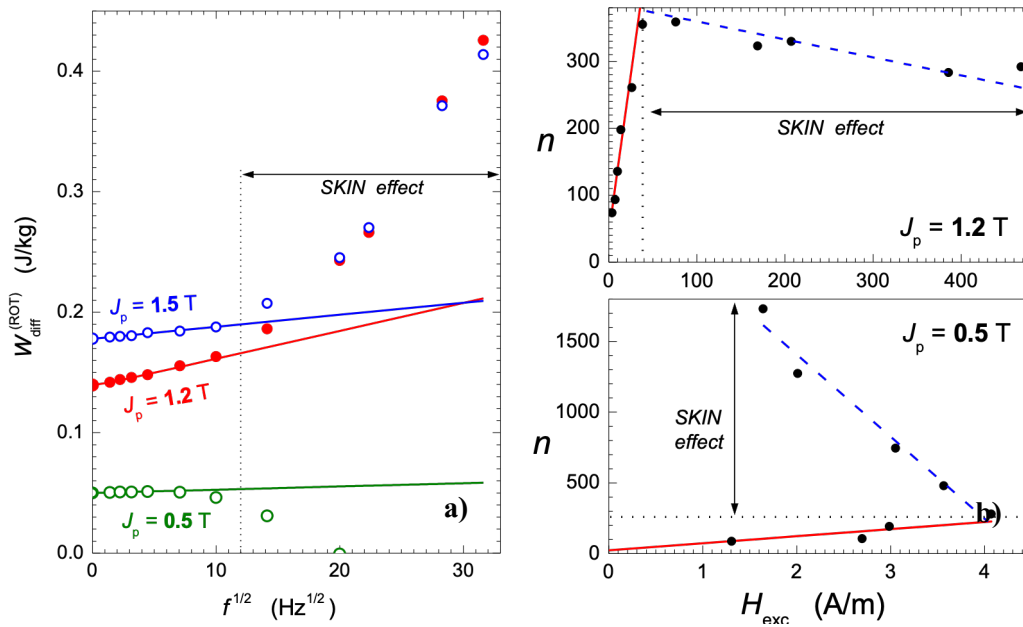 0.4
0.3
0.2
0.1
0.0
W_diff^(ROT) (J/kg)
SKIN effect
J_p = 1.5 T
J_p = 1.2 T
J_p = 0.5 T
a)
0 10 20 30
f^1/2 (Hz^1/2)
300
200
100
0
n
SKIN effect
J_p = 1.2 T
0 100 200 300 400
1500
1000
500
0
n
J_p = 0.5 T
SKIN
effect
b)
0 1 2 3 4
H_exc (A/m)